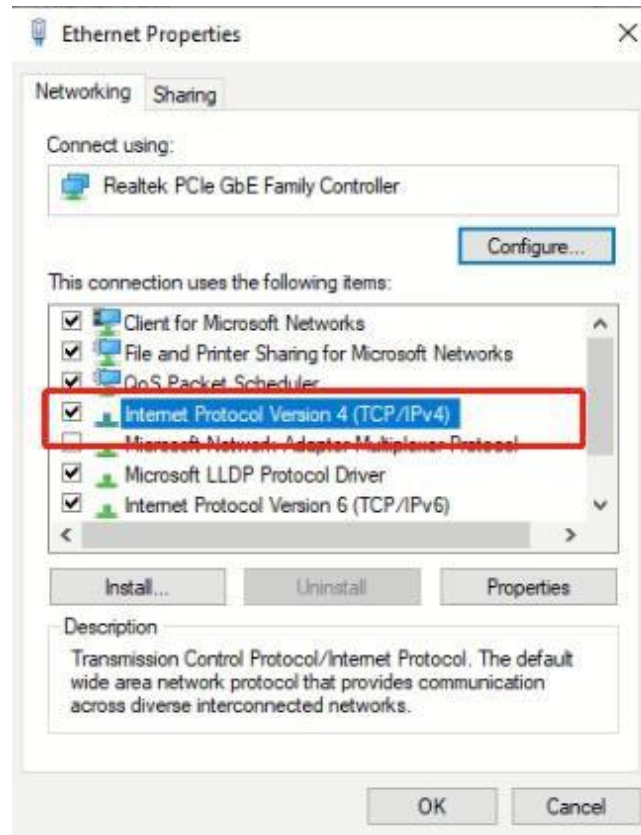 Ethernet Properties
Networking Sharing
Connect using:
Realtek PCIe GbE Family Controller
Configure...
This connection uses the following items:
Client for Microsoft Networks
File and Printer Sharing for Microsoft Networks
QoS Packet Scheduler
Internet Protocol Version 4 (TCP/IPv4)
Microsoft Network Adapter Multiplexor Protocol
Microsoft LLDP Protocol Driver
Internet Protocol Version 6 (TCP/IPv6)
Install... Uninstall Properties
Description
Transmission Control Protocol/Internet Protocol. The default
wide area network protocol that provides communication
across diverse interconnected networks.
OK Cancel